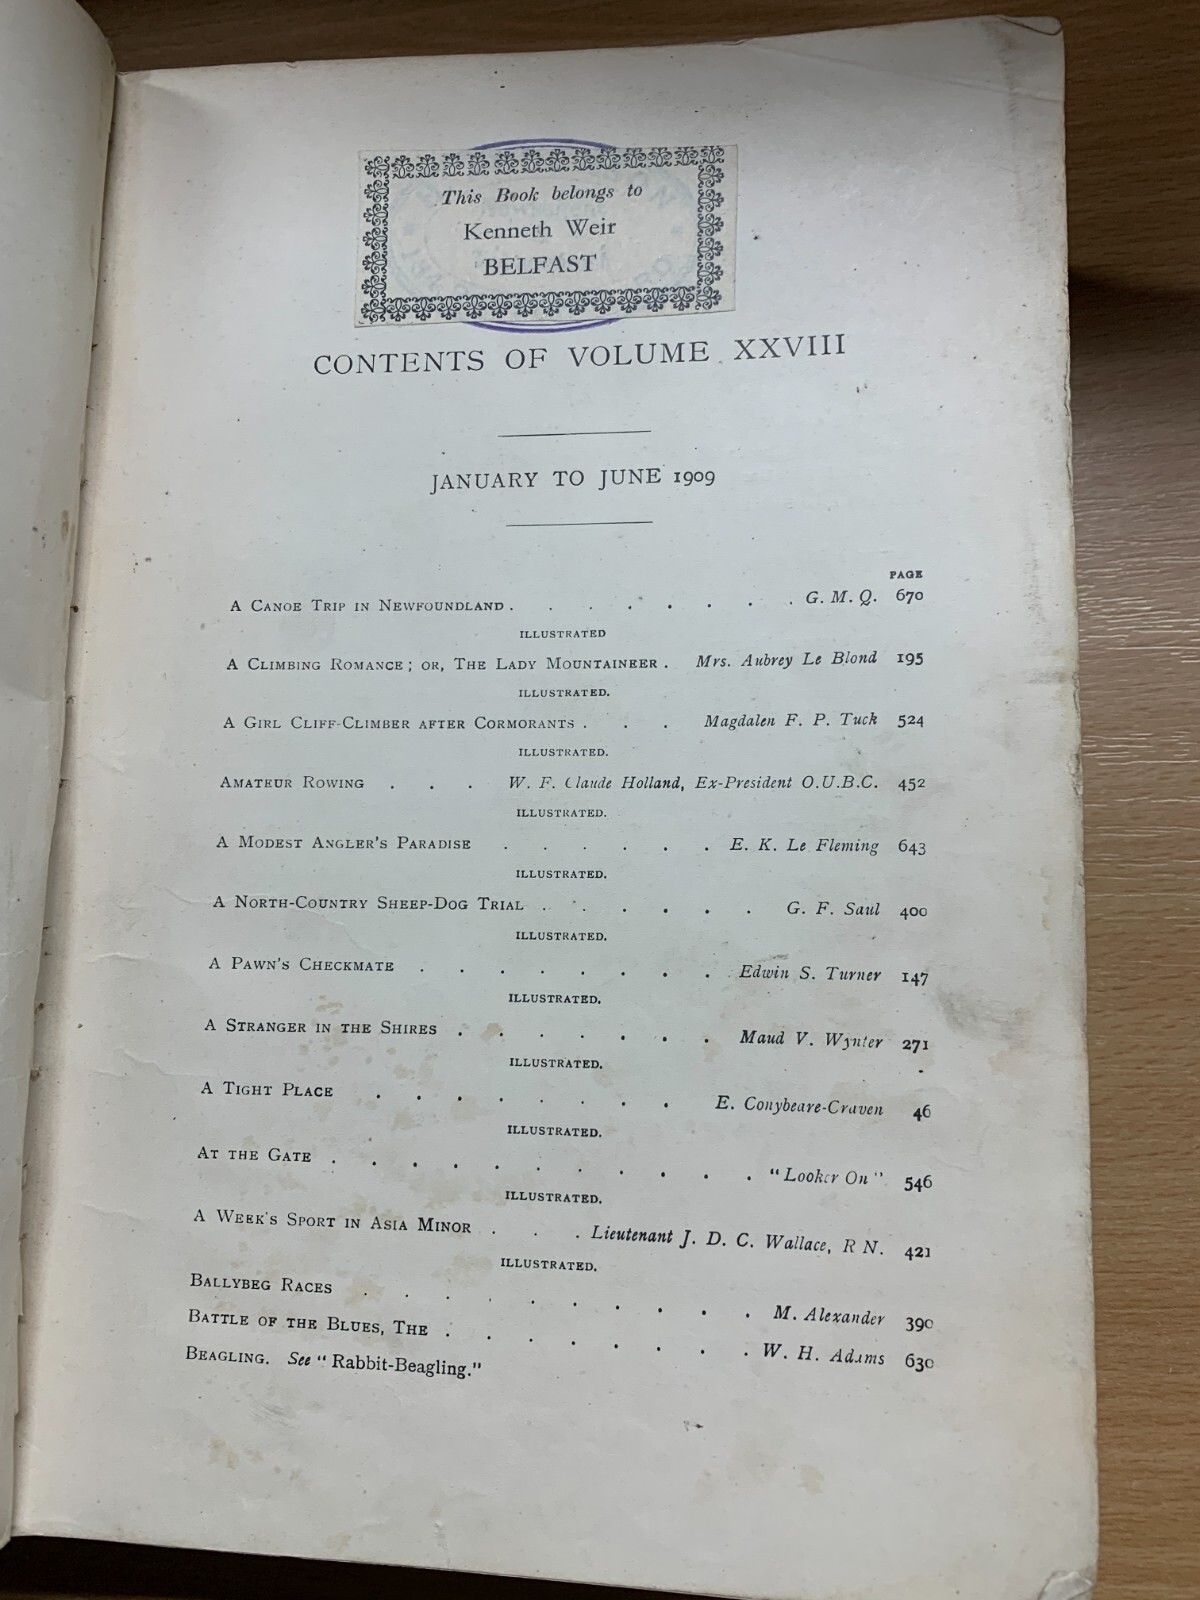 This Book belongs to
Kenneth Weir
BELFAST
CONTENTS OF VOLUME XXVIII
JANUARY TO JUNE 1909
PAGE
A CANOE TRIP IN NEWFOUNDLAND . . . . . . . . G. M. Q. 670
ILLUSTRATED
A CLIMBING ROMANCE; OR, THE LADY MOUNTAINEER . Mrs. Aubrey Le Blond 195
ILLUSTRATED.
A GIRL CLIFF-CLIMBER AFTER CORMORANTS . . . Magdalen F. P. Tuck 524
ILLUSTRATED.
AMATEUR ROWING . . . W. F. Claude Holland, Ex-President O.U.B.C. 452
ILLUSTRATED.
A MODEST ANGLER'S PARADISE . . . . . . E. K. Le Fleming 643
ILLUSTRATED.
A NORTH-COUNTRY SHEEP-DOG TRIAL . . . . . . G. F. Saul 400
ILLUSTRATED.
A PAWN'S CHECKMATE . . . . . . . . . Edwin S. Turner 147
ILLUSTRATED.
A STRANGER IN THE SHIRES . . . . . . . Maud V. Wynter 271
ILLUSTRATED.
A TIGHT PLACE . . . . . . . . E. Conybeare-Craven 46
ILLUSTRATED.
AT THE GATE . . . . . . . . . . . "Looker On" 546
ILLUSTRATED.
A WEEK'S SPORT IN ASIA MINOR . . . Lieutenant J. D. C. Wallace, R N. 421
ILLUSTRATED.
BALLYBEG RACES . . . . . . . . . . M. Alexander 390
BATTLE OF THE BLUES, THE . . . . . . . . W. H. Adams 630
BEAGLING. See "Rabbit-Beagling."